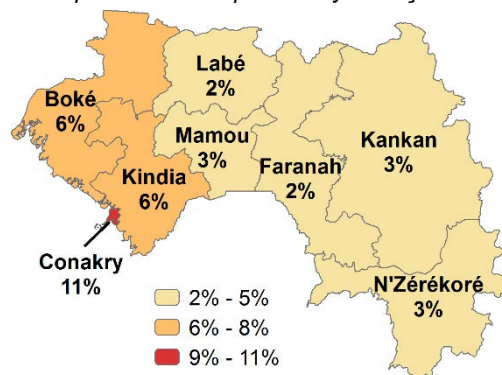 Labé
2%
Boké
6%
Mamou
3%
Kankan
3%
Faranah
2%
Kindia
6%
Conakry
11%
N'Zérékoré
3%
2% - 5%
6% - 8%
9% - 11%